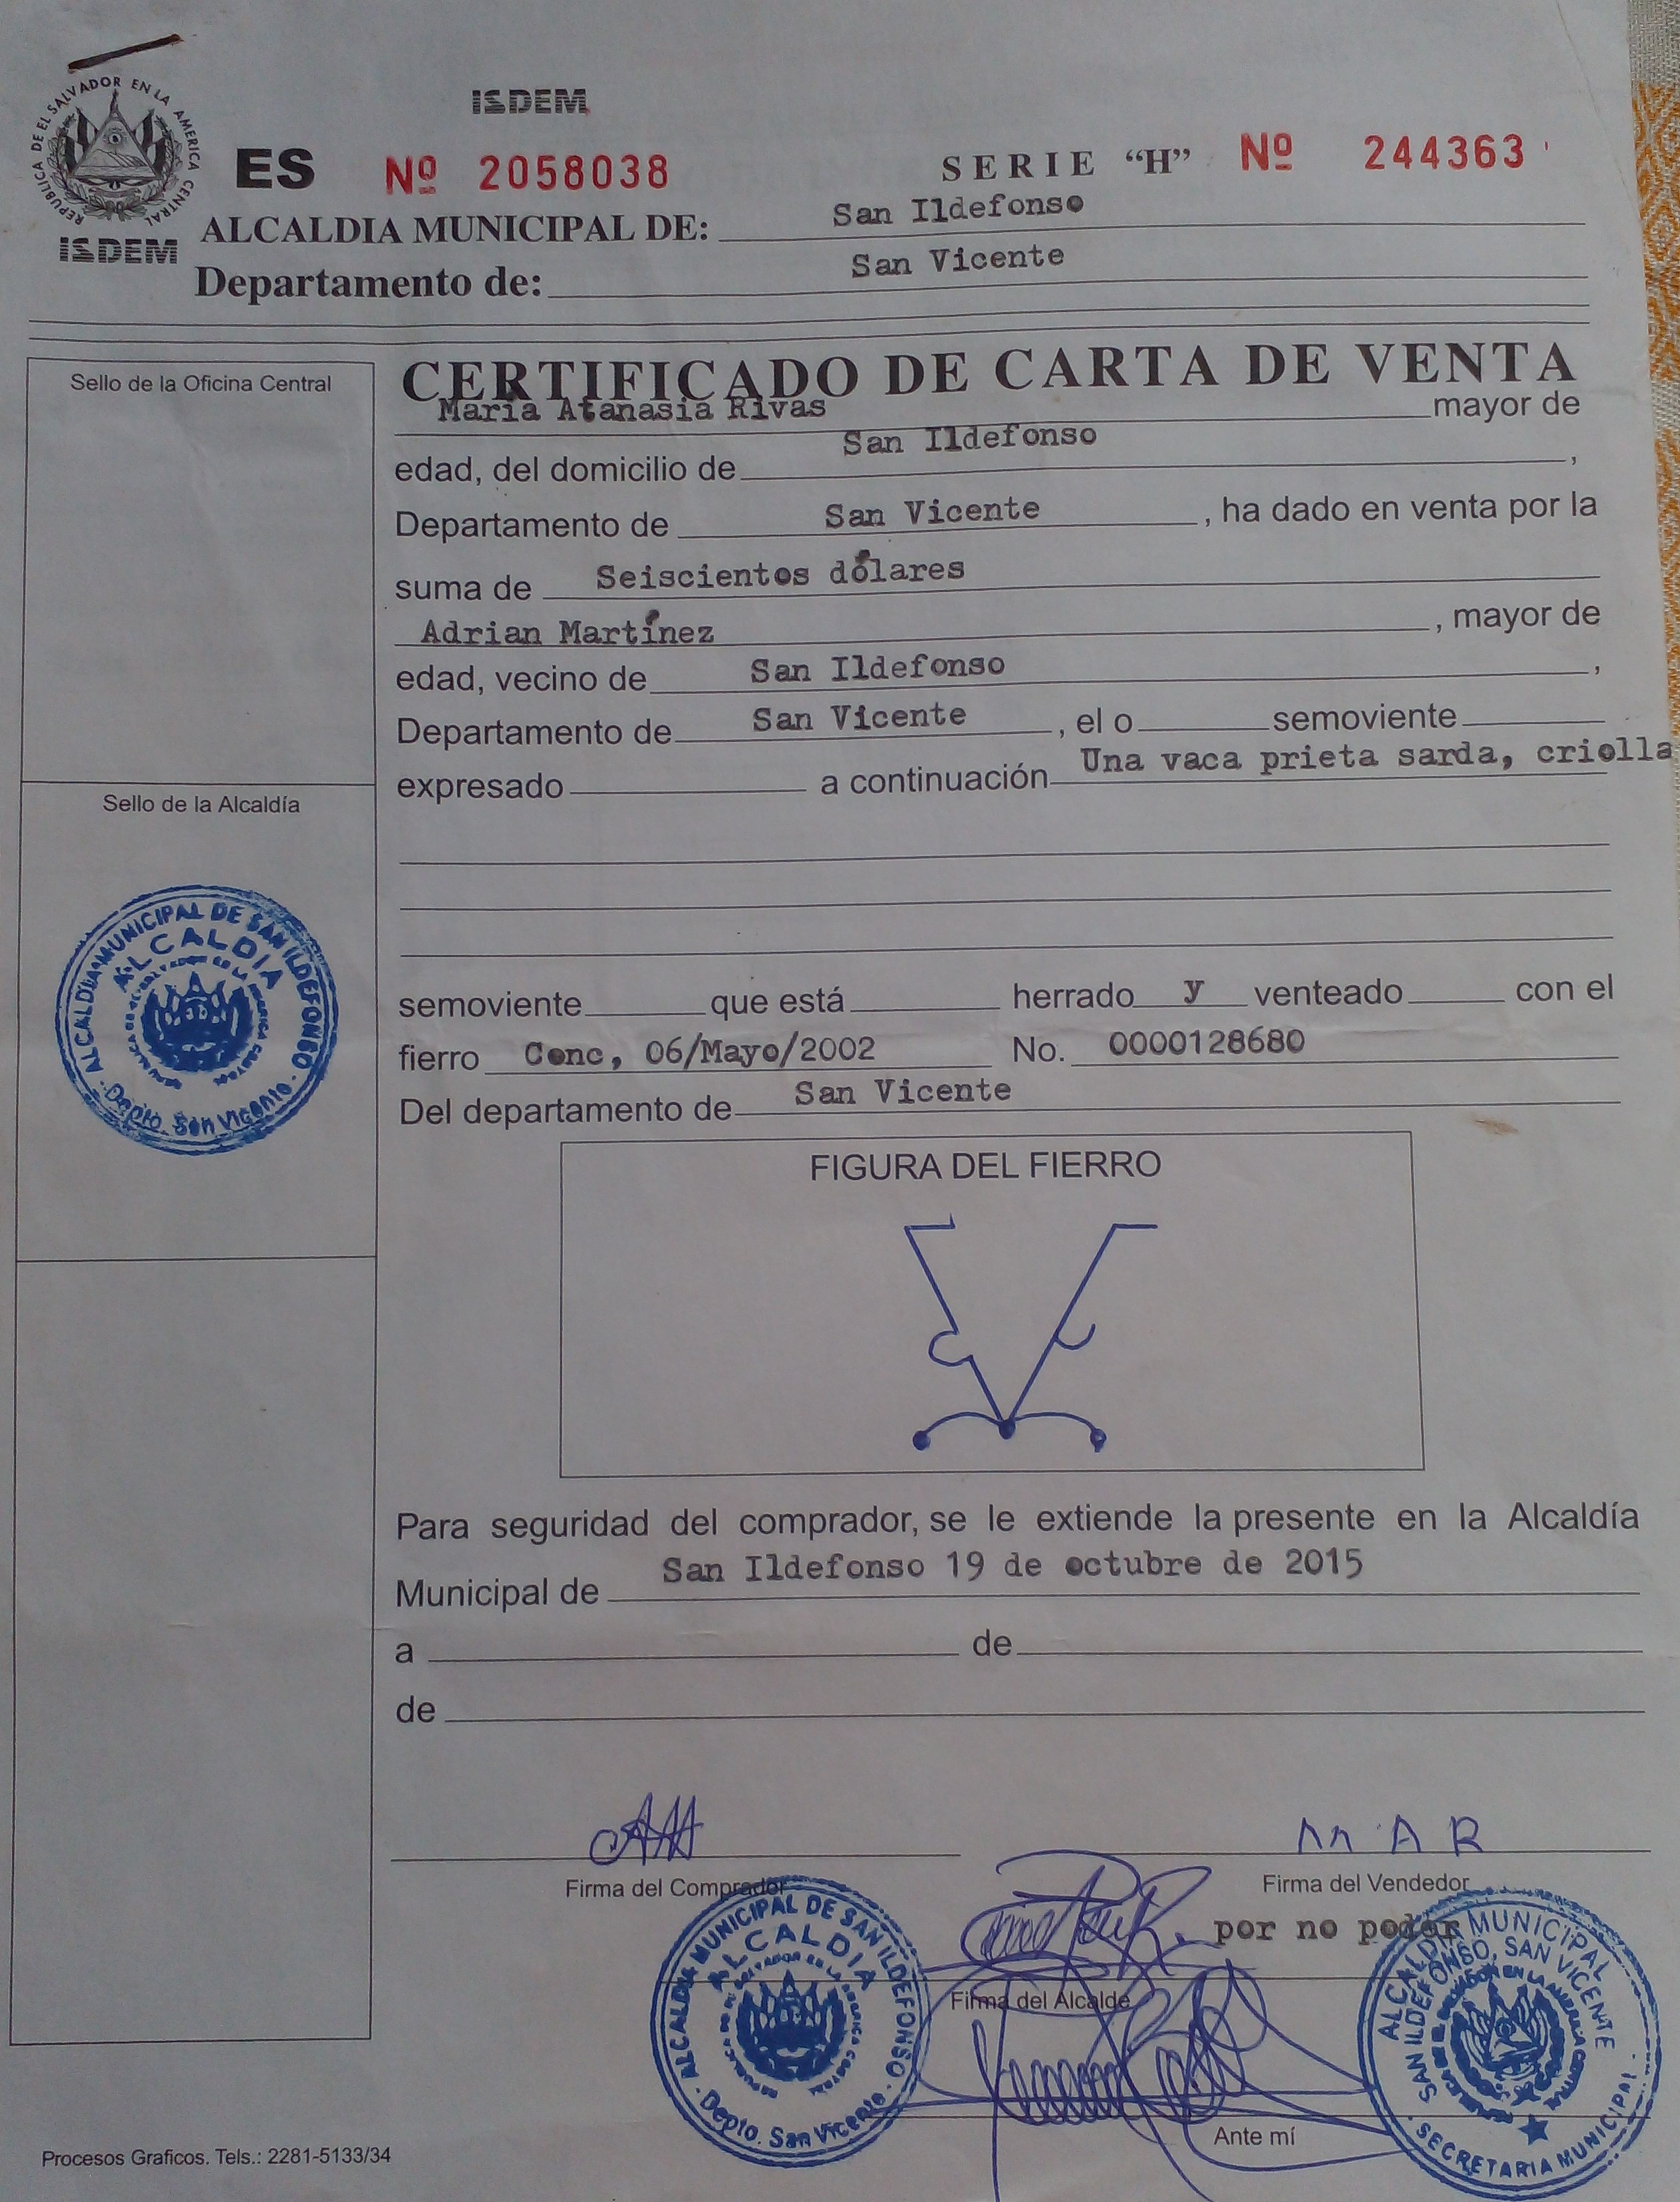 REPUBLICA DE EL SALVADOR EN LA AMERICA CENTRAL
ISDEM
ISDEM
ES Nº 2058038 SERIE “H” Nº 244363
ALCALDIA MUNICIPAL DE: San Ildefonso
Departamento de: San Vicente
CERTIFICADO DE CARTA DE VENTA
Sello de la Oficina Central
María Atanasia Rivas mayor de
edad, del domicilio de San Ildefonso,
Departamento de San Vicente, ha dado en venta por la
suma de Seiscientos dólares
Adrian Martínez, mayor de
edad, vecino de San Ildefonso,
Departamento de San Vicente, el o semoviente
expresado a continuación Una vaca prieta sarda, criolla
Sello de la Alcaldía
ALCALDIA MUNICIPAL DE SAN ILDEFONSO
ALCALDIA
Depto. San Vicente
semoviente que está herrado y venteado con el
fierro Conc, 06/Mayo/2002 No. 0000128680
Del departamento de San Vicente
FIGURA DEL FIERRO
Para seguridad del comprador, se le extiende la presente en la Alcaldía
Municipal de San Ildefonso 19 de octubre de 2015
a de
de
M A R
Firma del Comprador Firma del Vendedor
por no poder
Firma del Alcalde
ALCALDIA MUNICIPAL DE SAN ILDEFONSO
ALCALDIA
Depto. San Vicente
ALCALDIA MUNICIPAL
SAN ILDEFONSO, SAN VICENTE
SECRETARIA MUNICIPAL
Ante mí
Procesos Graficos. Tels.: 2281-5133/34